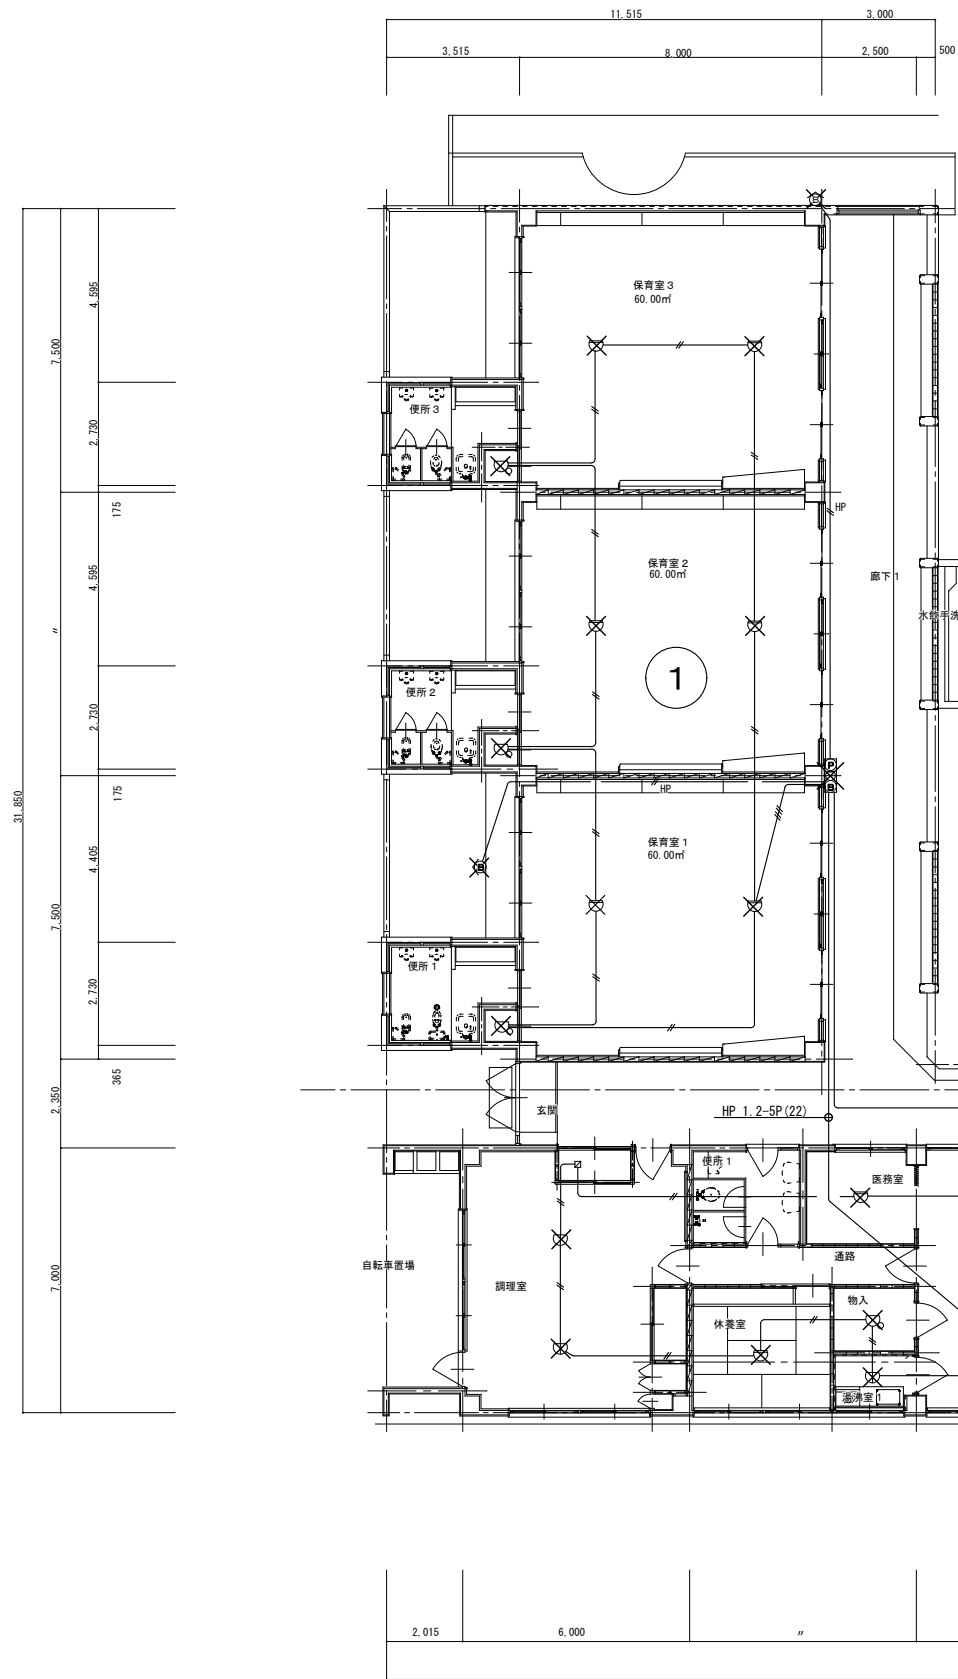 11,515
3,000
3,515
8,000
2,500
500
保育室3
60.00㎡
4,595
7,500
便所3
2,730
175
HP
保育室2
60.00㎡
廊下1
4,595
〃
水飲手洗
1
便所2
2,730
P
B
175
HP
31,850
保育室1
60.00㎡
4,405
B
7,500
便所1
2,730
365
2,350
玄関
HP 1.2-5P(22)
便所1
医務室
通路
自転車置場
調理室
7,000
物入
休養室
湯沸室1
2,015
6,000
〃